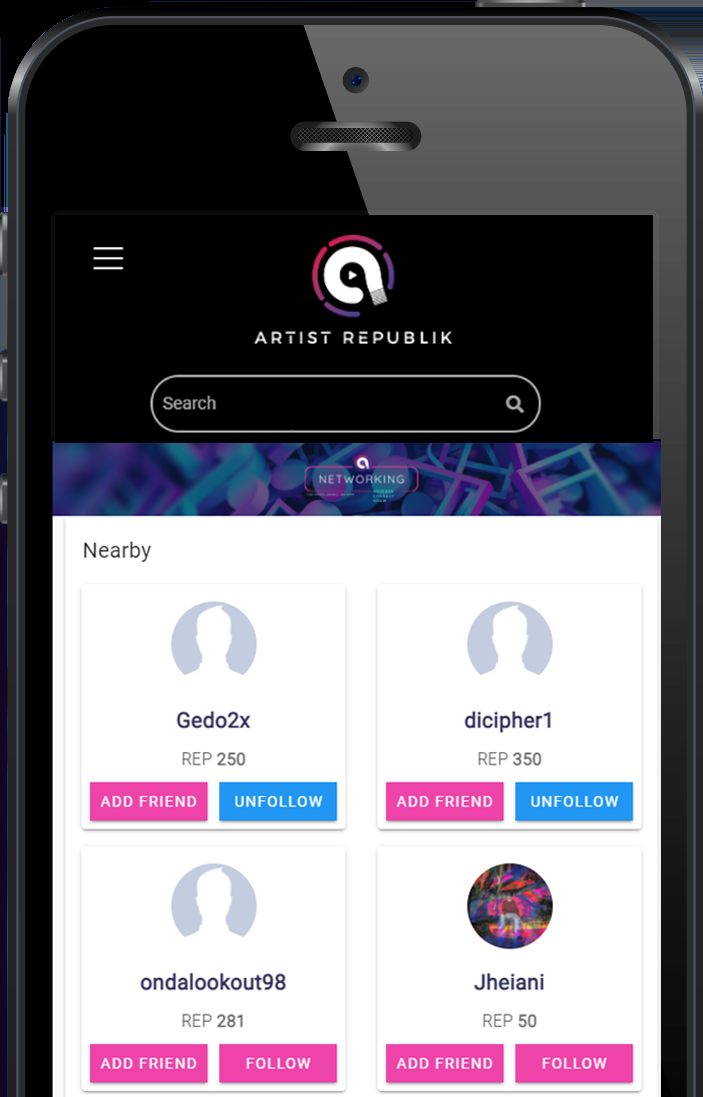 ARTIST REPUBLIK
Search
NETWORKING
Nearby
Gedo2x
dicipher1
REP 250
REP 350
ADD FRIEND
UNFOLLOW
ADD FRIEND
UNFOLLOW
ondalookout98
Jheiani
REP 281
REP 50
ADD FRIEND
FOLLOW
ADD FRIEND
FOLLOW